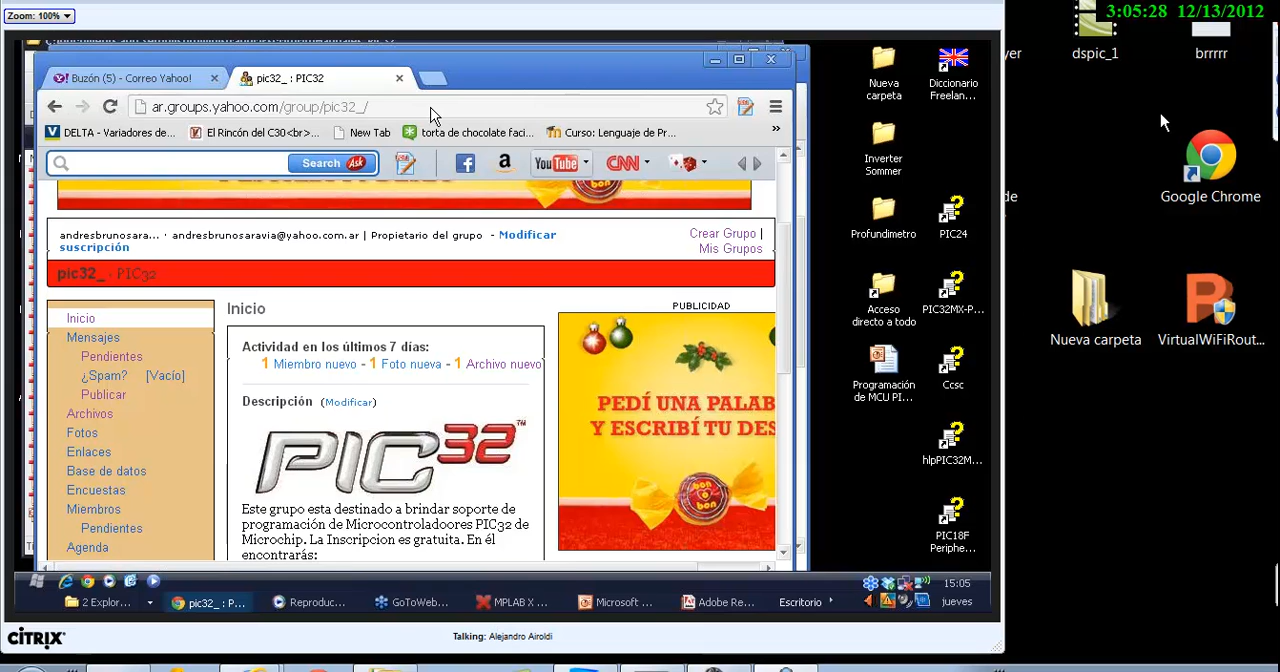 Zoom: 100%
3:05:28 12/13/2012
dspic_1
brrrrr
Buzón (5) - Correo Yahoo!
pic32_ : PIC32
ar.groups.yahoo.com/group/pic32_/
DELTA - Variadores de...
El Rincón del C30<br>...
New Tab
torta de chocolate faci...
Curso: Lenguaje de Pr...
Search Ask
YouTube
CNN
andresbrunosara... · andresbrunosaravia@yahoo.com.ar | Propietario del grupo - Modificar
suscripción
Crear Grupo |
Mis Grupos
pic32_ · PIC32
Inicio
Mensajes
Pendientes
¿Spam? [Vacío]
Publicar
Archivos
Fotos
Enlaces
Base de datos
Encuestas
Miembros
Pendientes
Agenda
Inicio
Actividad en los últimos 7 días:
1 Miembro nuevo - 1 Foto nueva - 1 Archivo nuevo
Descripción (Modificar)
PIC32™
Este grupo esta destinado a brindar soporte de
programación de Microcontroladores PIC32 de
Microchip. La Inscripcion es gratuita. En él
encontrarás:
PUBLICIDAD
PEDÍ UNA PALAB
Y ESCRIBÍ TU DES
bon o bon
Nueva
carpeta
Diccionario
Freelan...
Inverter
Sommer
Profundimetro
PIC24
Acceso
directo a todo
PIC32MX-P...
Programación
de MCU PI...
Ccsc
hlpPIC32M...
PIC18F
Periphe...
Google Chrome
Nueva carpeta
VirtualWiFiRout...
2 Explor...
pic32_ : P...
Reproduc...
GoToWeb...
MPLAB X ...
Microsoft ...
Adobe Re...
Escritorio
15:05
jueves
CITRIX
Talking: Alejandro Airoldi